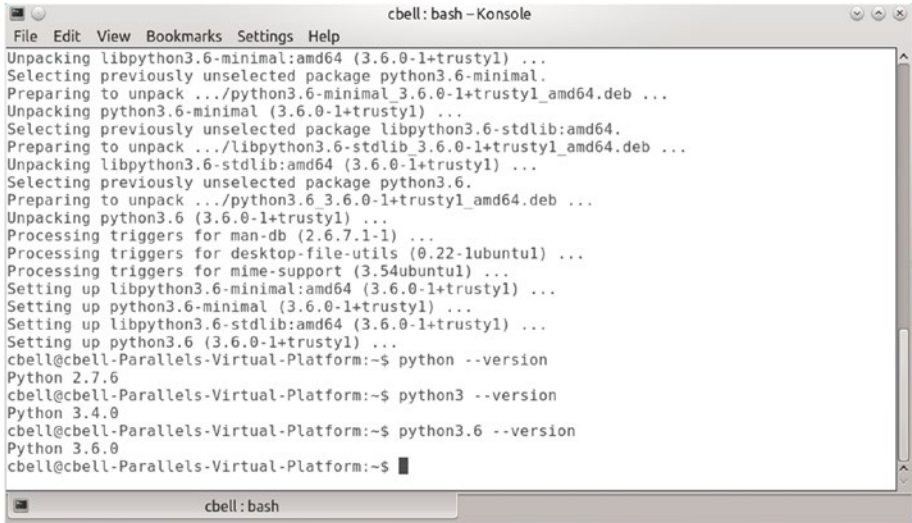 cbell : bash – Konsole
File Edit View Bookmarks Settings Help
Unpacking libpython3.6-minimal:amd64 (3.6.0-1+trusty1) ...
Selecting previously unselected package python3.6-minimal.
Preparing to unpack .../python3.6-minimal_3.6.0-1+trusty1_amd64.deb ...
Unpacking python3.6-minimal (3.6.0-1+trusty1) ...
Selecting previously unselected package libpython3.6-stdlib:amd64.
Preparing to unpack .../libpython3.6-stdlib_3.6.0-1+trusty1_amd64.deb ...
Unpacking libpython3.6-stdlib:amd64 (3.6.0-1+trusty1) ...
Selecting previously unselected package python3.6.
Preparing to unpack .../python3.6_3.6.0-1+trusty1_amd64.deb ...
Unpacking python3.6 (3.6.0-1+trusty1) ...
Processing triggers for man-db (2.6.7.1-1) ...
Processing triggers for desktop-file-utils (0.22-1ubuntu1) ...
Processing triggers for mime-support (3.54ubuntu1) ...
Setting up libpython3.6-minimal:amd64 (3.6.0-1+trusty1) ...
Setting up python3.6-minimal (3.6.0-1+trusty1) ...
Setting up libpython3.6-stdlib:amd64 (3.6.0-1+trusty1) ...
Setting up python3.6 (3.6.0-1+trusty1) ...
cbell@cbell-Parallels-Virtual-Platform:~$ python --version
Python 2.7.6
cbell@cbell-Parallels-Virtual-Platform:~$ python3 --version
Python 3.4.0
cbell@cbell-Parallels-Virtual-Platform:~$ python3.6 --version
Python 3.6.0
cbell@cbell-Parallels-Virtual-Platform:~$
cbell : bash